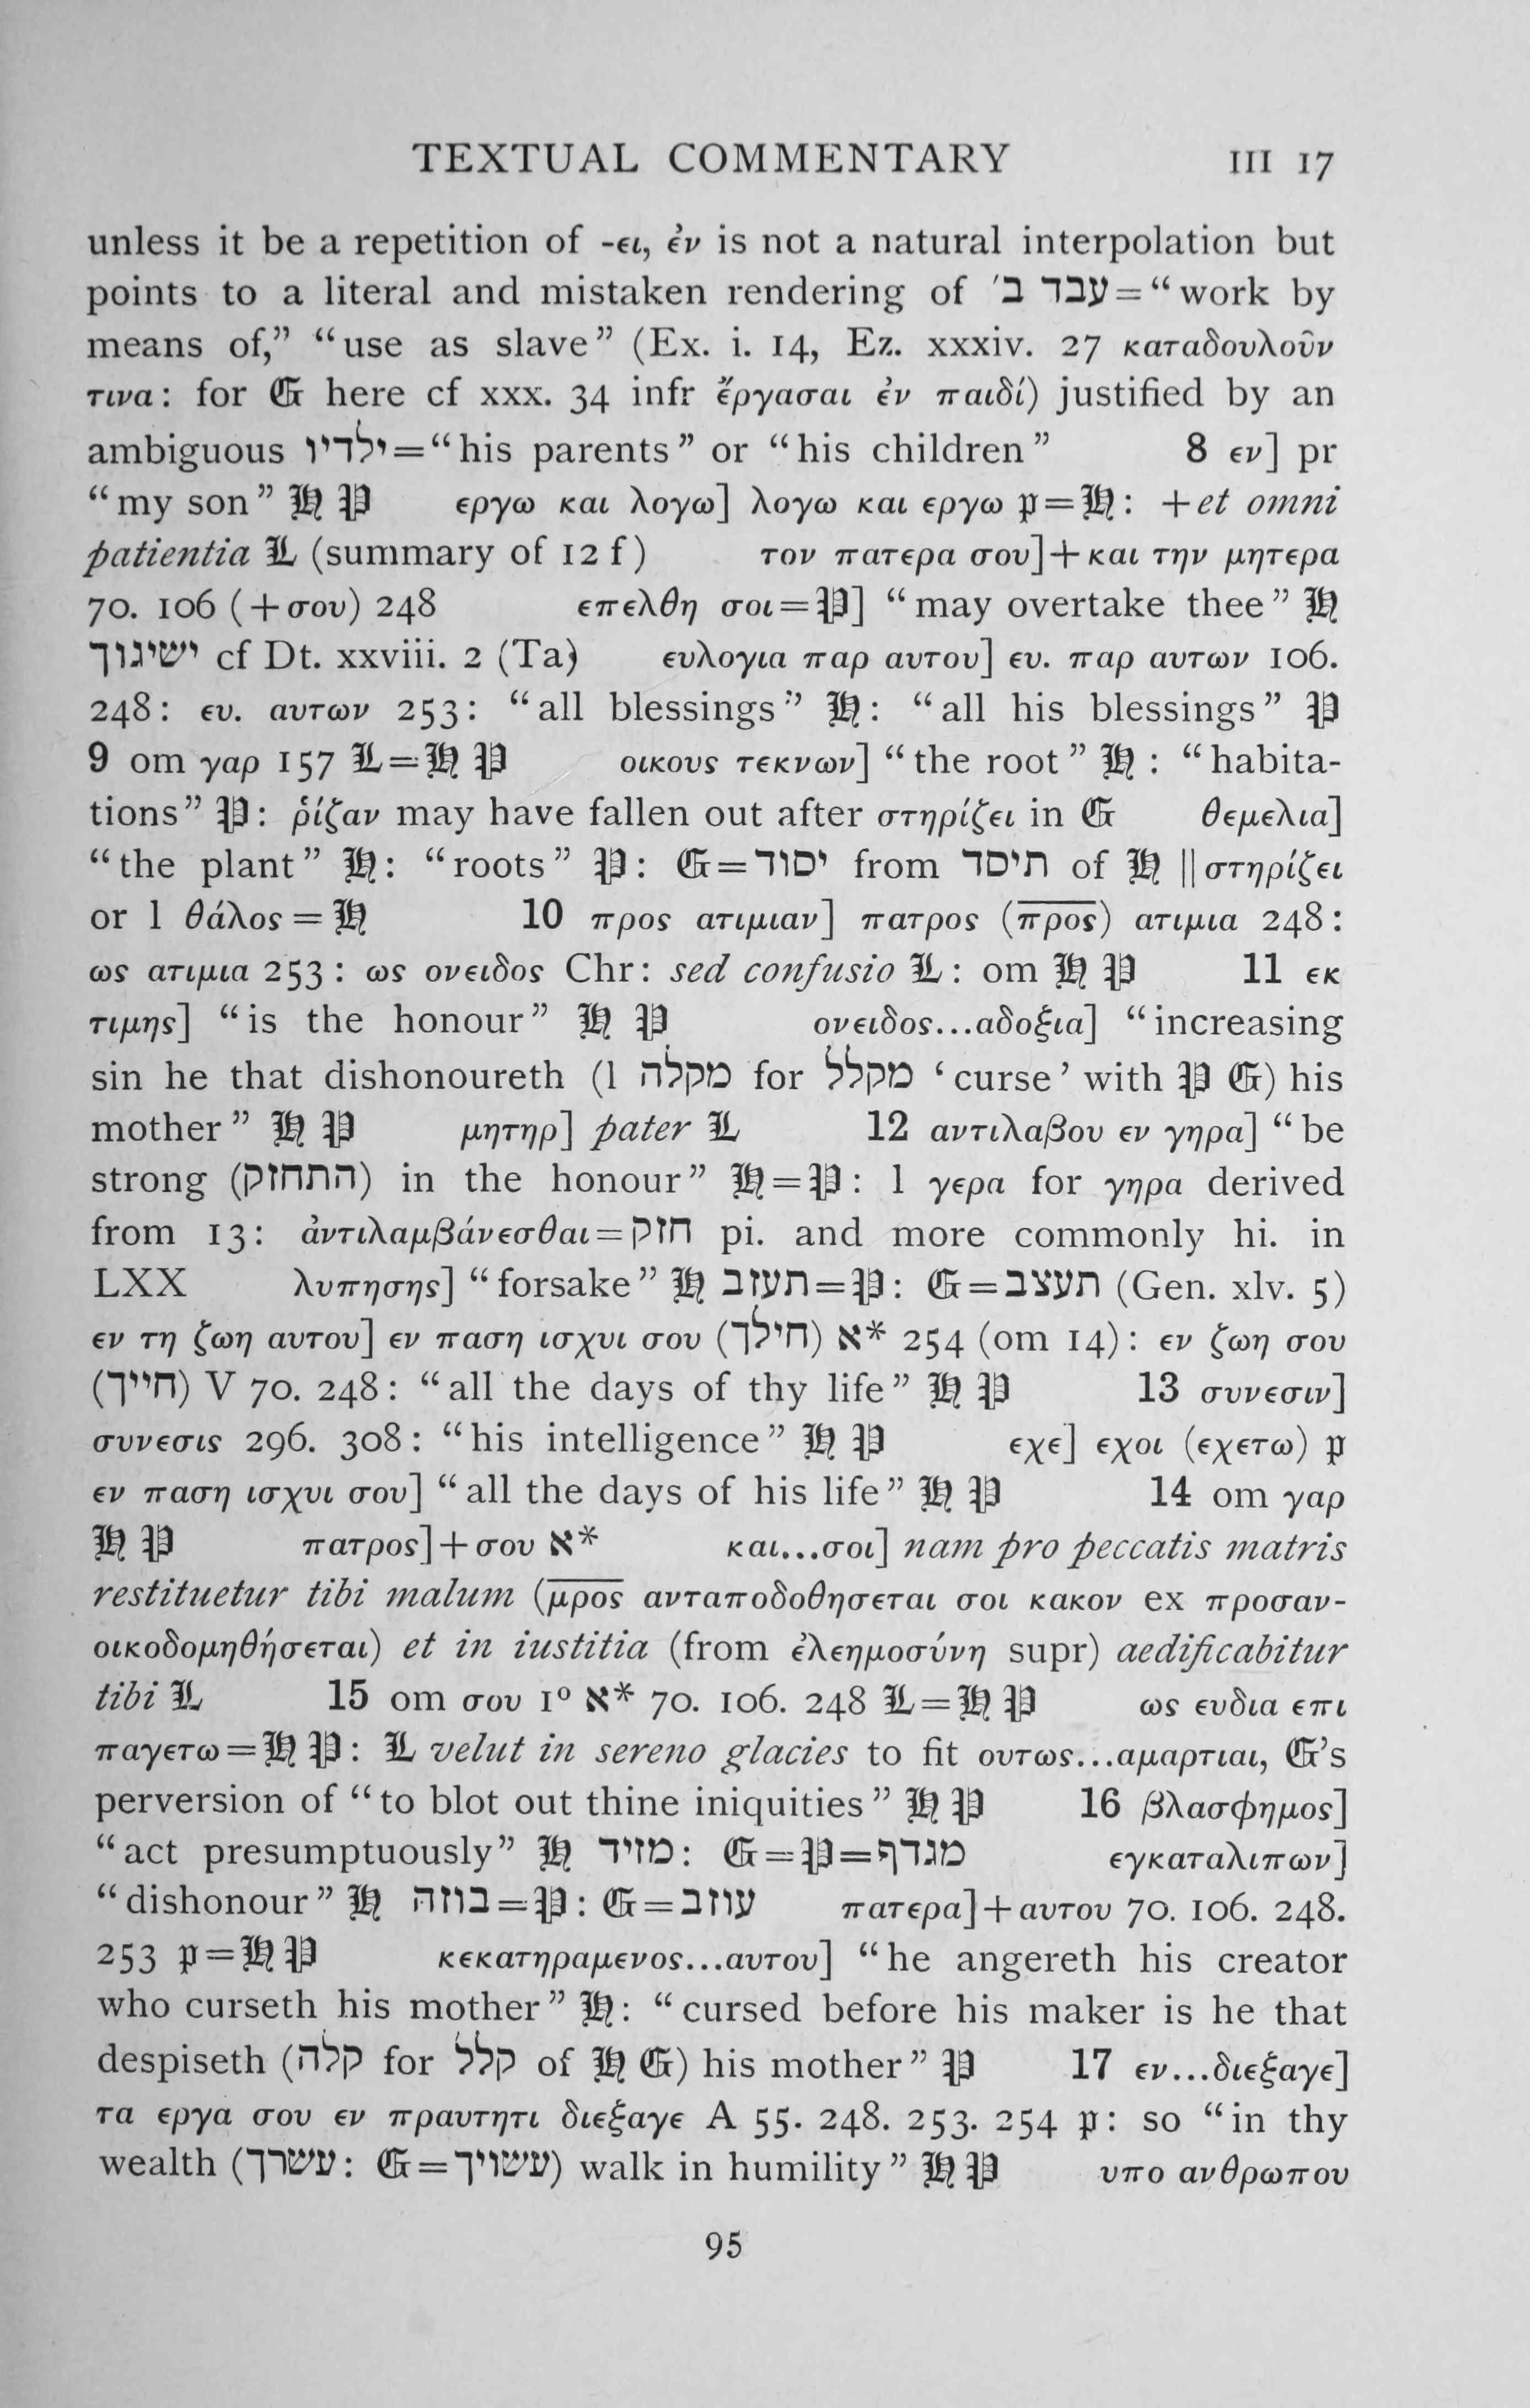 TEXTUAL COMMENTARY III 17
unless it be a repetition of -ει, ἐν is not a natural interpolation but
points to a literal and mistaken rendering of עבד ב׳ = “work by
means of,” “use as slave” (Ex. i. 14, Ez. xxxiv. 27 καταδουλοῦν
τινα: for 𝕲 here cf xxx. 34 infr ἔργασαι ἐν παιδί) justified by an
ambiguous ילדיו = “his parents” or “his children” 8 εν] pr
“my son” 𝕳 𝕻 εργω και λογω] λογω και εργω 𝔭 = 𝕳: + et omni
patientia 𝕷 (summary of 12 f) τον πατερα σου] + και την μητερα
70. 106 (+ σου) 248 επελθη σοι = 𝕻] “may overtake thee” 𝕳
ישיגוך cf Dt. xxviii. 2 (Ta) ευλογια παρ αυτου] ευ. παρ αυτων 106.
248: ευ. αυτων 253: “all blessings” 𝕳: “all his blessings” 𝕻
9 om γαρ 157 𝕷 = 𝕳 𝕻 οικους τεκνων] “the root” 𝕳 : “habita-
tions” 𝕻: ῥίζαν may have fallen out after στηρίζει in 𝕲 θεμελια]
“the plant” 𝕳: “roots” 𝕻: 𝕲 = יסוד from תיסד of 𝕳 || στηρίζει
or l θάλος = 𝕳 10 προς ατιμιαν] πατρος (π̅ρ̅ο̅ς̅) ατιμια 248:
ως ατιμια 253: ως ονειδος Chr: sed confusio 𝕷: om 𝕳 𝕻 11 εκ
τιμης] “is the honour” 𝕳 𝕻 ονειδος...αδοξια] “increasing
sin he that dishonoureth (l מקלה for מקלל ‘curse’ with 𝕻 𝕲) his
mother” 𝕳 𝕻 μητηρ] pater 𝕷 12 αντιλαβου εν γηρα] “be
strong (התחזק) in the honour” 𝕳 = 𝕻: l γερα for γηρα derived
from 13: ἀντιλαμβάνεσθαι = חזק pi. and more commonly hi. in
LXX λυπησης] “forsake” 𝕳 תעזב = 𝕻: 𝕲 = תעצב (Gen. xlv. 5)
εν τη ζωη αυτου] εν παση ισχυι σου (חילך) א* 254 (om 14): εν ζωη σου
(חייך) V 70. 248: “all the days of thy life” 𝕳 𝕻 13 συνεσιν]
συνεσις 296. 308: “his intelligence” 𝕳 𝕻 εχε] εχοι (εχετω) 𝔭
εν παση ισχυι σου] “all the days of his life” 𝕳 𝕻 14 om γαρ
𝕳 𝕻 πατρος] + σου א* και...σοι] nam pro peccatis matris
restituetur tibi malum (μ̅ρ̅ο̅ς̅ ανταποδοθησεται σοι κακον ex προσαν-
οικοδομηθήσεται) et in iustitia (from ἐλεημοσύνη supr) aedificabitur
tibi 𝕷 15 om σου 1º א* 70. 106. 248 𝕷 = 𝕳 𝕻 ως ευδια επι
παγετω = 𝕳 𝕻: 𝕷 velut in sereno glacies to fit ουτως...αμαρτιαι, 𝕲’s
perversion of “to blot out thine iniquities” 𝕳 𝕻 16 βλασφημος]
“act presumptuously” 𝕳 מזיד: 𝕲 = 𝕻 = מגדף εγκαταλιπων]
“dishonour” 𝕳 בוזה = 𝕻: 𝕲 = עוזב πατερα] + αυτου 70. 106. 248.
253 𝔭 = 𝕳 𝕻 κεκατηραμενος...αυτου] “he angereth his creator
who curseth his mother” 𝕳: “cursed before his maker is he that
despiseth (קלה for קלל of 𝕳 𝕲) his mother” 𝕻 17 εν...διεξαγε]
τα εργα σου εν πραυτητι διεξαγε A 55. 248. 253. 254 𝔭: so “in thy
wealth (עשרך: 𝕲 = עשויך) walk in humility” 𝕳 𝕻 υπο ανθρωπου
95